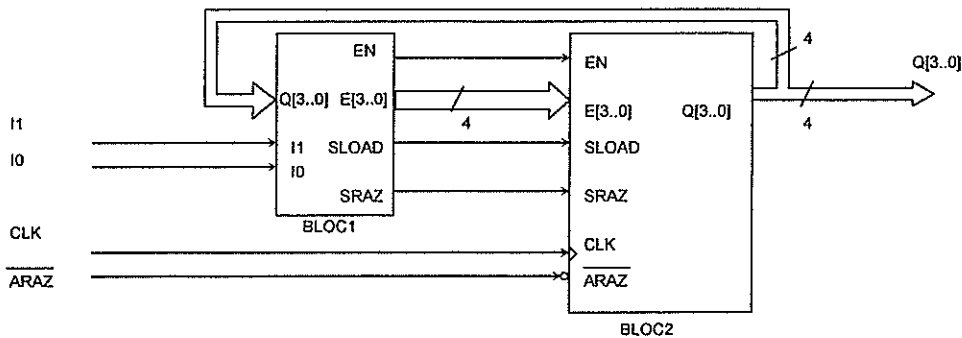 4
Q[3..0]
EN
EN
Q[3..0] E[3..0]
4
E[3..0]
Q[3..0]
4
I1
I0
I1
I0
SLOAD
SRAZ
SLOAD
SRAZ
BLOC1
CLK
ARAZ
CLK
ARAZ
BLOC2